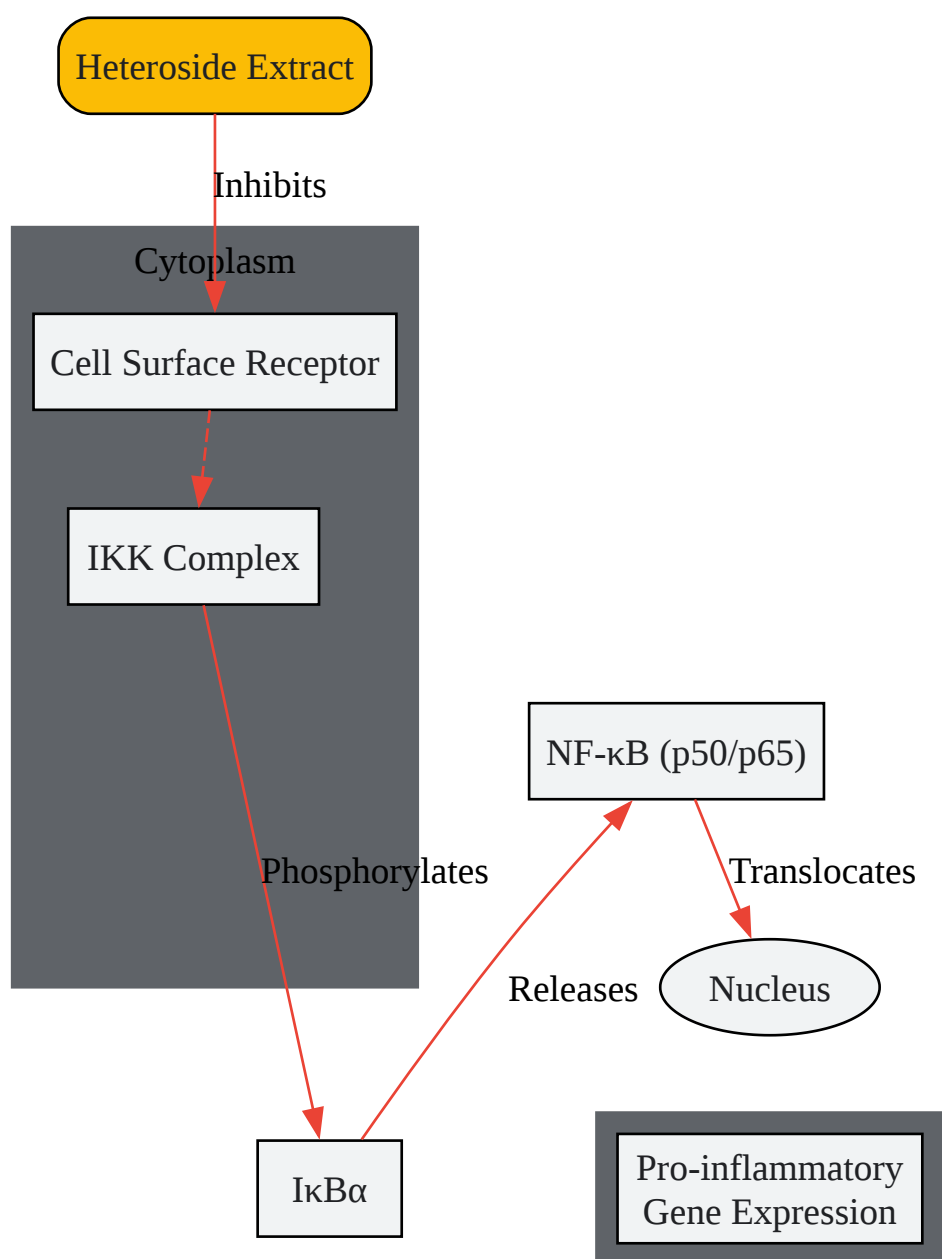 Heteroside Extract
Inhibits
Cytoplasm
Cell Surface Receptor
IKK Complex
NF-κB (p50/p65)
Phosphorylates
Translocates
Releases
Nucleus
IκBα
Pro-inflammatory
Gene Expression